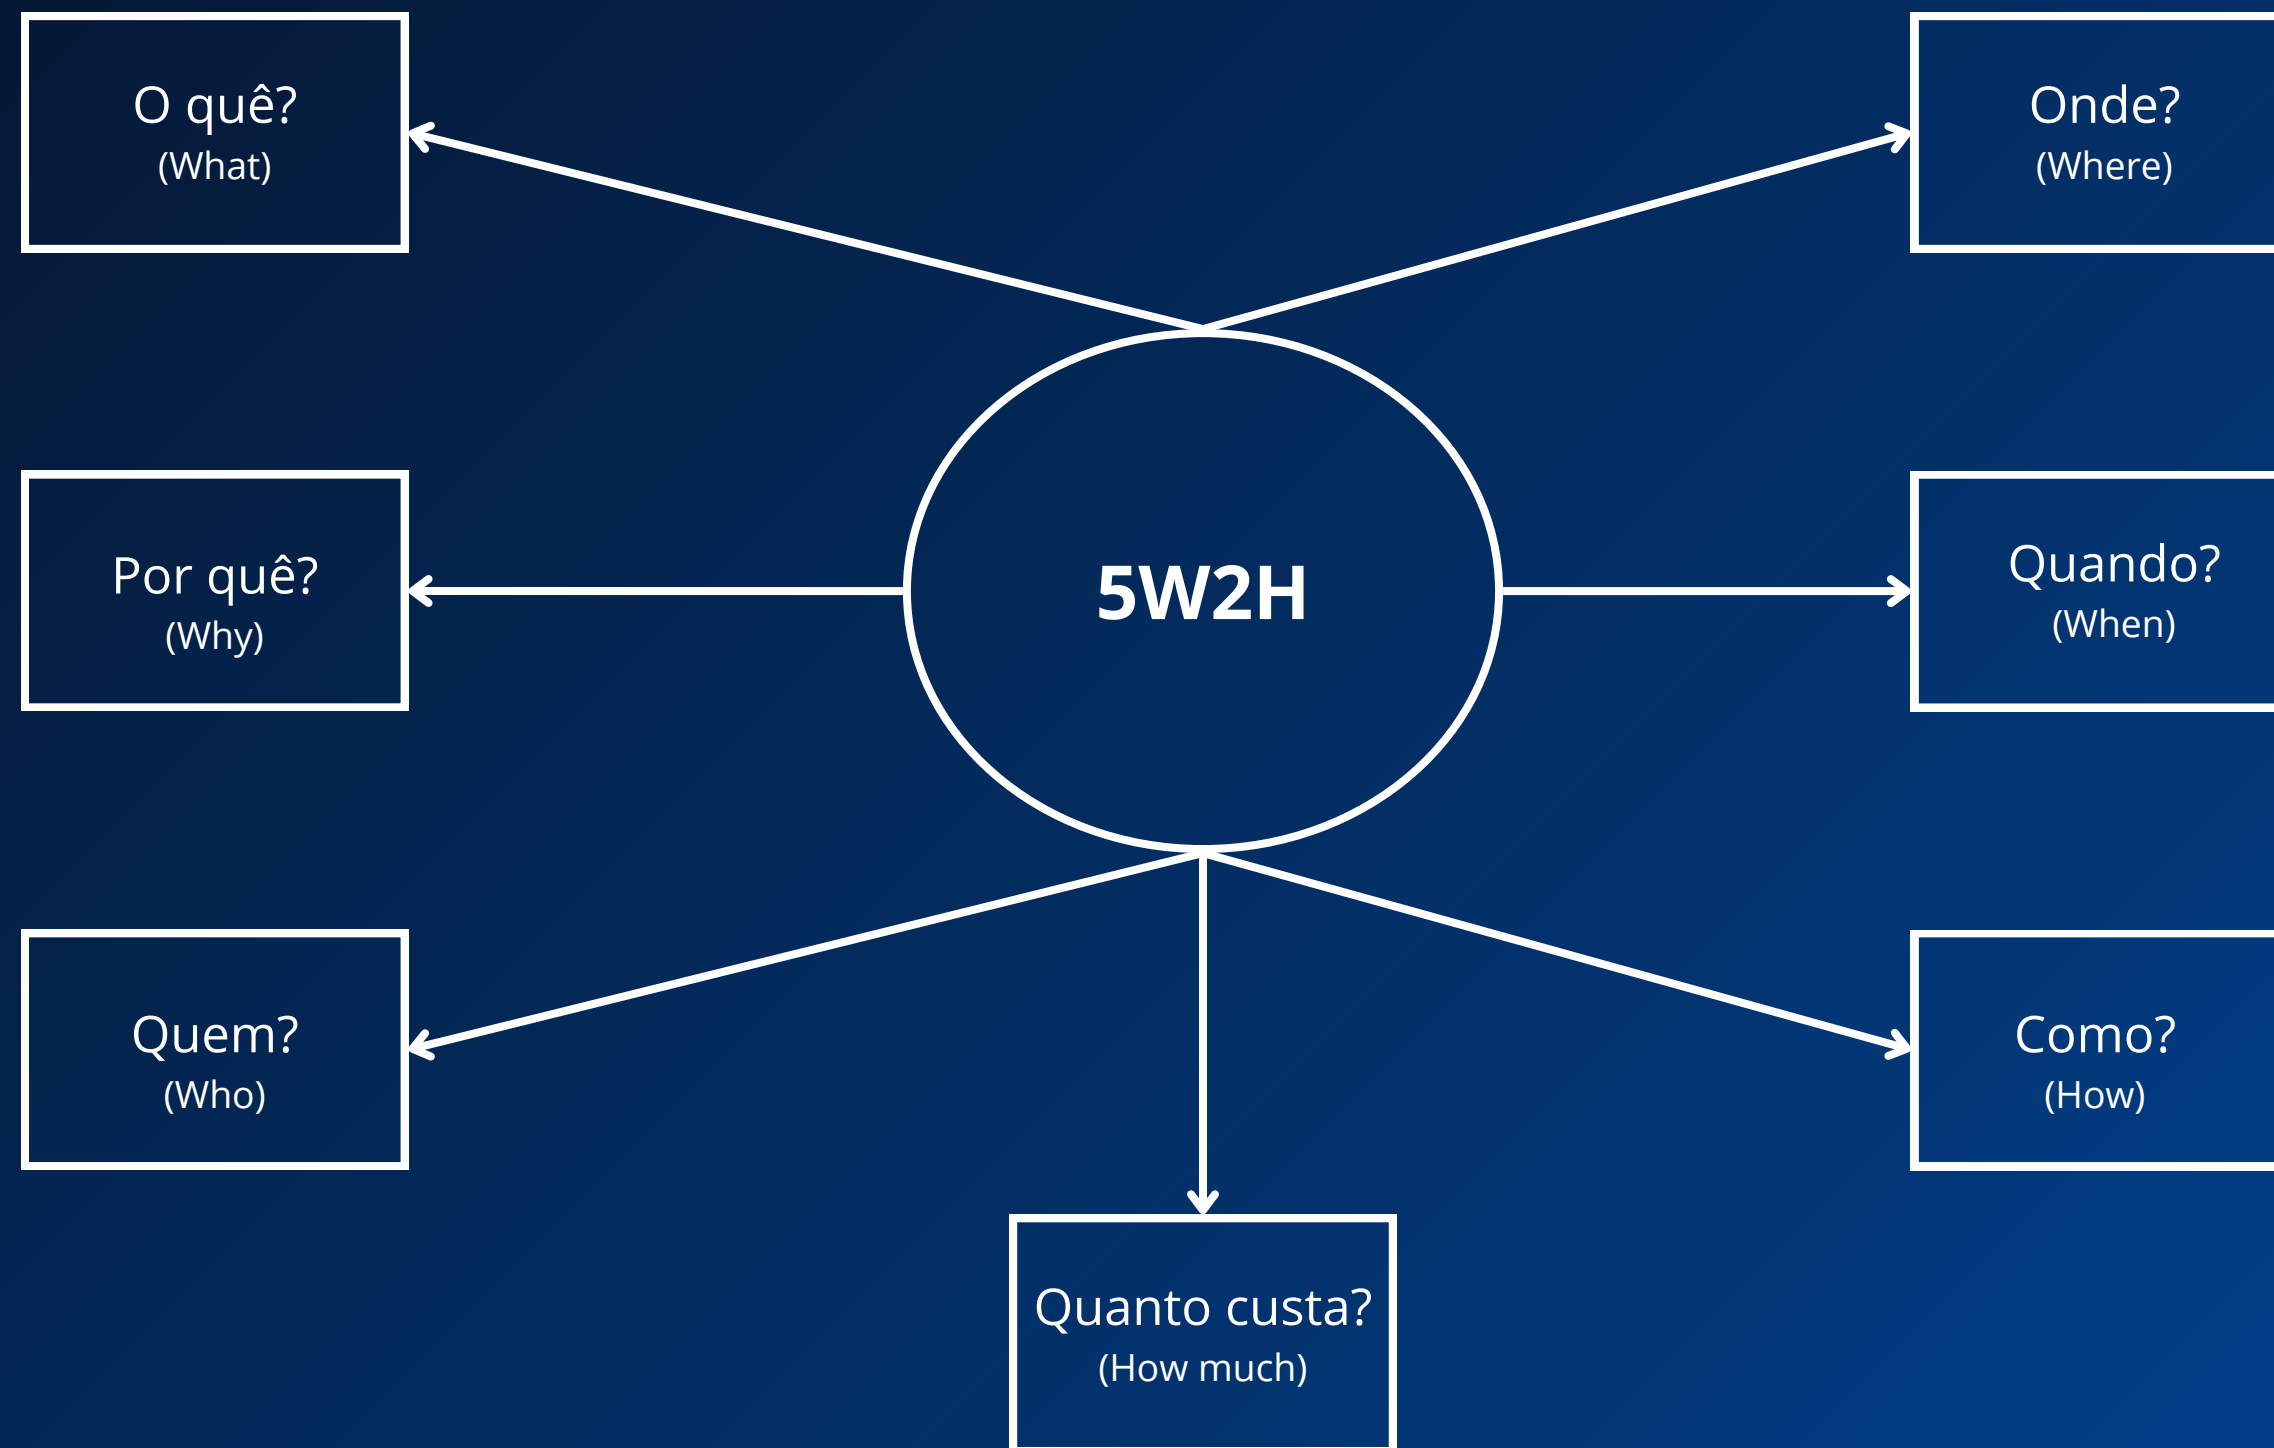 O quê?
(What)
Onde?
(Where)
Por quê?
(Why)
5W2H
Quando?
(When)
Quem?
(Who)
Como?
(How)
Quanto custa?
(How much)